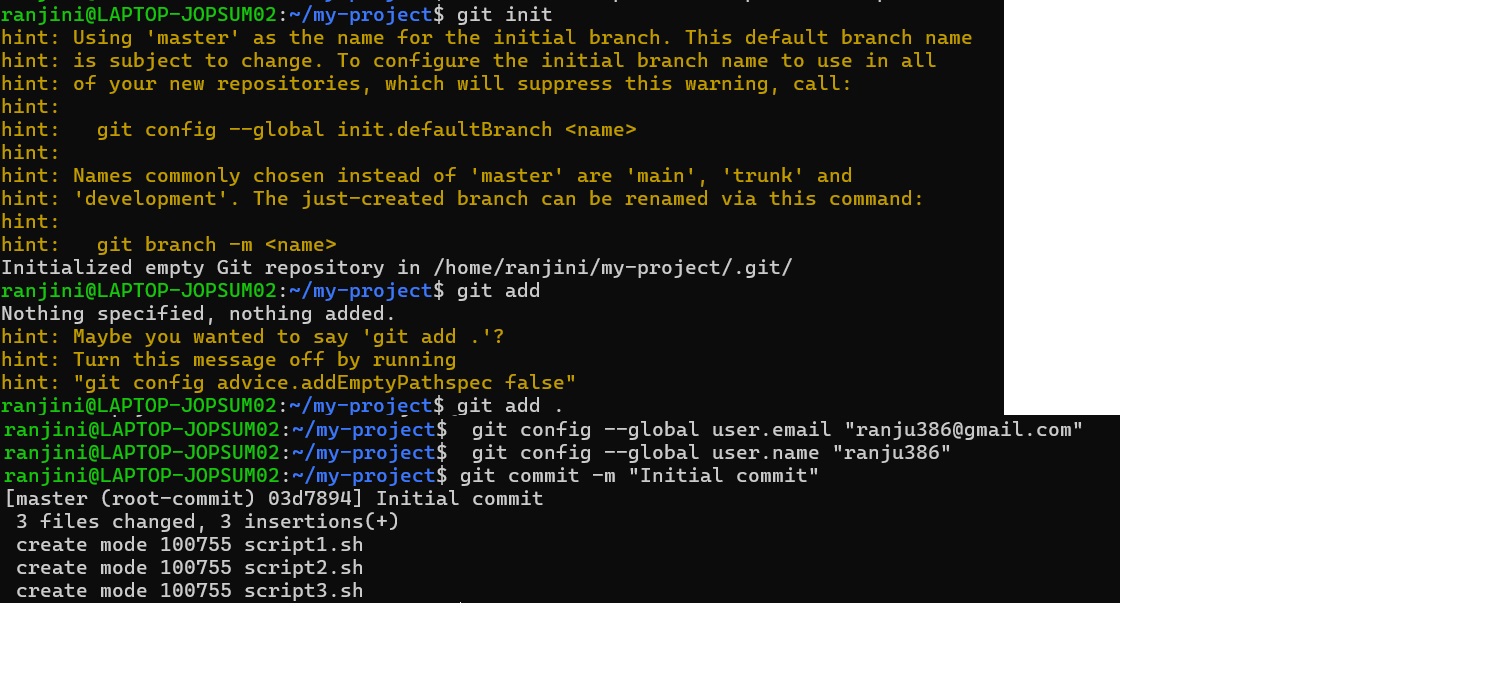 ranjini@LAPTOP-JOPSUM02:~/my-project$ git init
hint: Using 'master' as the name for the initial branch. This default branch name
hint: is subject to change. To configure the initial branch name to use in all
hint: of your new repositories, which will suppress this warning, call:
hint:
hint:   git config --global init.defaultBranch <name>
hint:
hint: Names commonly chosen instead of 'master' are 'main', 'trunk' and
hint: 'development'. The just-created branch can be renamed via this command:
hint:
hint:   git branch -m <name>
Initialized empty Git repository in /home/ranjini/my-project/.git/
ranjini@LAPTOP-JOPSUM02:~/my-project$ git add
Nothing specified, nothing added.
hint: Maybe you wanted to say 'git add .'?
hint: Turn this message off by running
hint: "git config advice.addEmptyPathspec false"
ranjini@LAPTOP-JOPSUM02:~/my-project$ git add .
ranjini@LAPTOP-JOPSUM02:~/my-project$  git config --global user.email "ranju386@gmail.com"
ranjini@LAPTOP-JOPSUM02:~/my-project$  git config --global user.name "ranju386"
ranjini@LAPTOP-JOPSUM02:~/my-project$ git commit -m "Initial commit"
[master (root-commit) 03d7894] Initial commit
 3 files changed, 3 insertions(+)
 create mode 100755 script1.sh
 create mode 100755 script2.sh
 create mode 100755 script3.sh